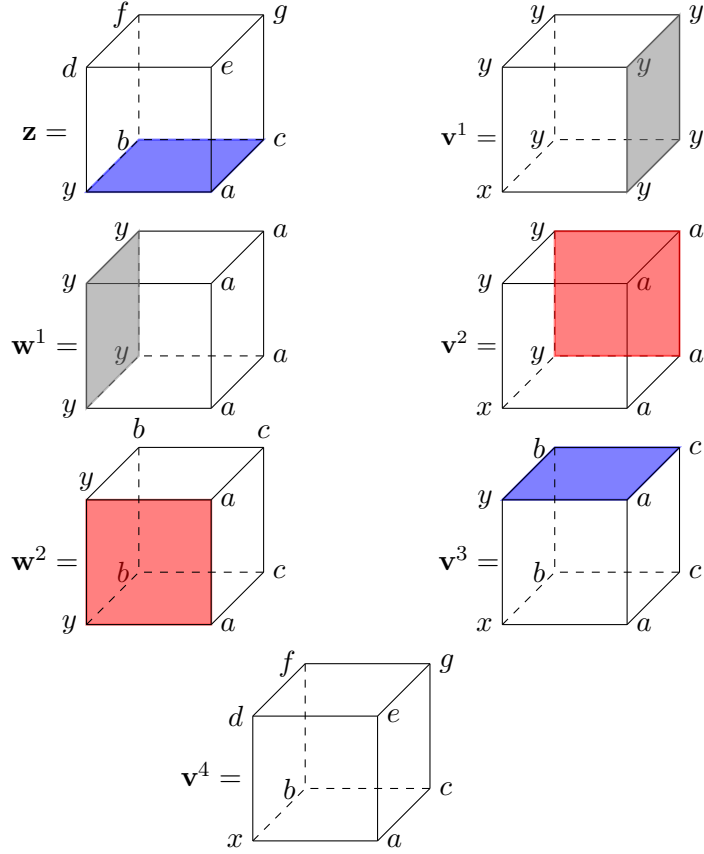 f g y y
d e y y
z = b c v¹ = y y
y a x y
y a y a
y a y a
w¹ = y a v² = y a
y a x a
b c b c
y a y a
w² = b c v³ = b c
y a x a
f g
d e
v⁴ = b c
x a